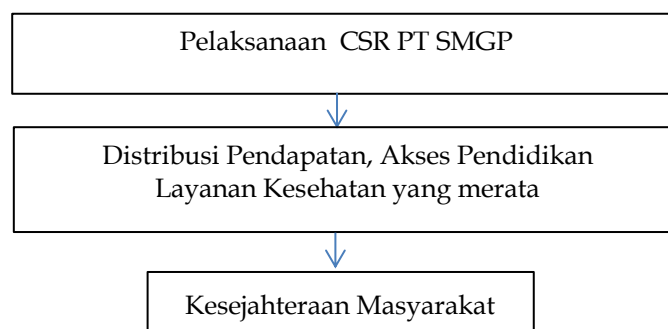 Pelaksanaan CSR PT SMGP
Distribusi Pendapatan, Akses Pendidikan
Layanan Kesehatan yang merata
Kesejahteraan Masyarakat